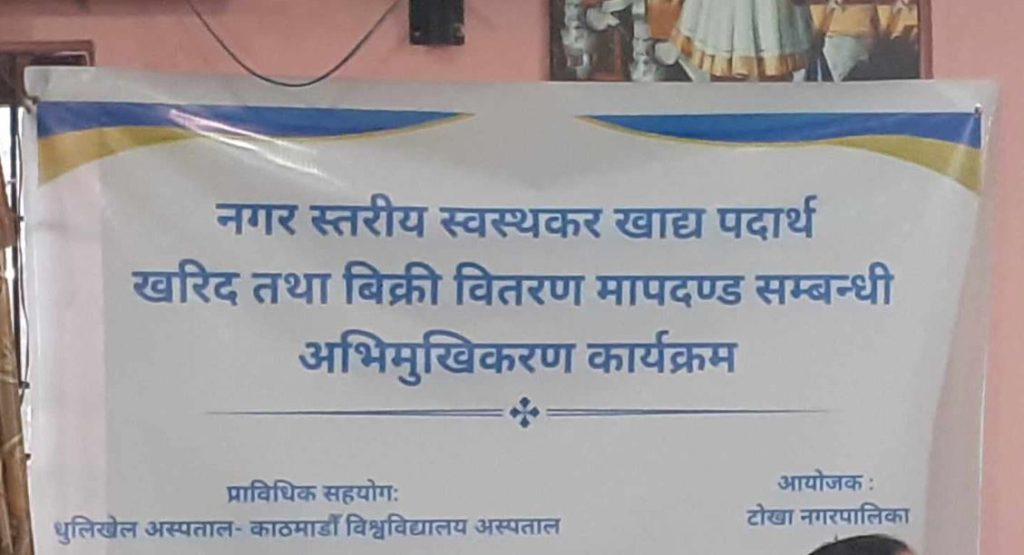 नगर स्तरीय स्वस्थकर खाद्य पदार्थ
खरिद तथा बिक्री वितरण मापदण्ड सम्बन्धी
अभिमुखिकरण कार्यक्रम
प्राविधिक सहयोग:
धुलिखेल अस्पताल- काठमाडौँ विश्वविद्यालय अस्पताल
आयोजक :
टोखा नगरपालिका